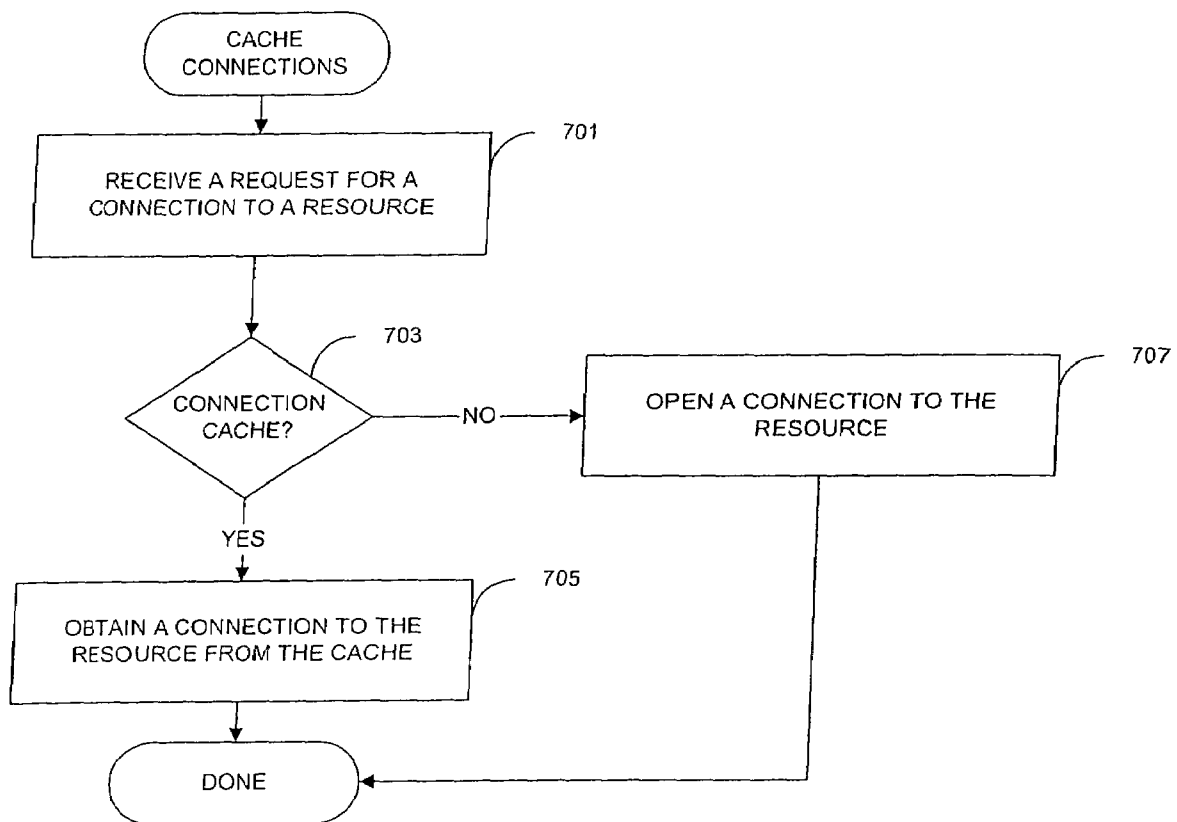 CACHE
CONNECTIONS
701
RECEIVE A REQUEST FOR A
CONNECTION TO A RESOURCE
703
CONNECTION
CACHE?
NO
707
OPEN A CONNECTION TO THE
RESOURCE
YES
705
OBTAIN A CONNECTION TO THE
RESOURCE FROM THE CACHE
DONE